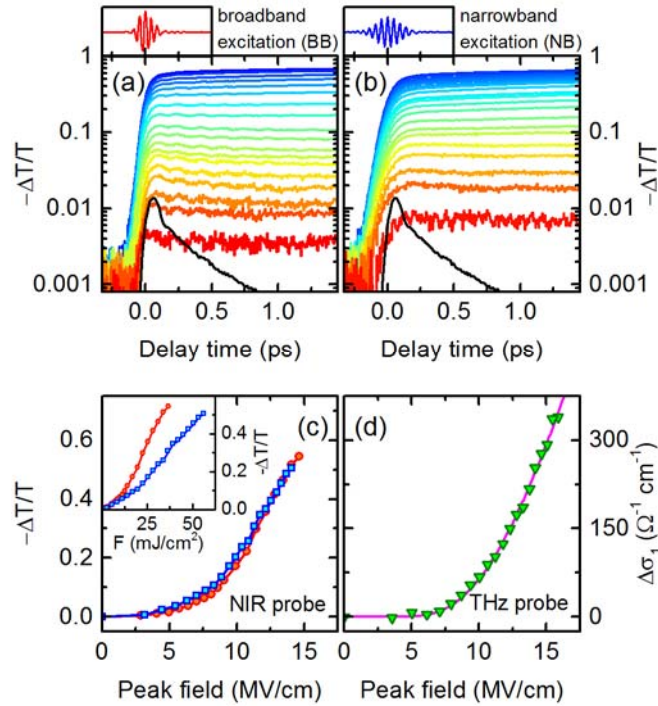 broadband
excitation (BB)
narrowband
excitation (NB)
(a)
(b)
-ΔT/T
1
0.1
0.01
0.001
0.0 0.5 1.0
Delay time (ps)
0.0 0.5 1.0
Delay time (ps)
1
0.1
0.01
0.001
-ΔT/T
(c)
(d)
-ΔT/T
0.6
0.4
0.2
0.0
0.4
0.2
0.0
-ΔT/T
25 50
F (mJ/cm²)
NIR probe
THz probe
300
150
0
Δσ₁ (Ω⁻¹ cm⁻¹)
0 5 10 15
Peak field (MV/cm)
0 5 10 15
Peak field (MV/cm)